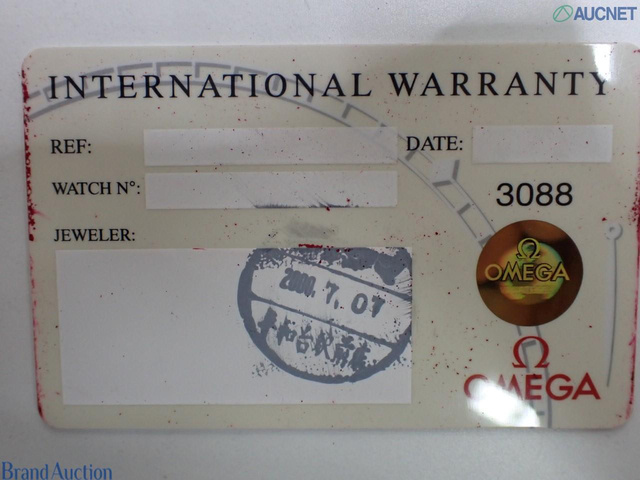 AUCNET
INTERNATIONAL WARRANTY
REF:
DATE:
WATCH N°:
3088
JEWELER:
Ω
OMEGA
2000. 7. 07
Ω
OMEGA
BrandAuction